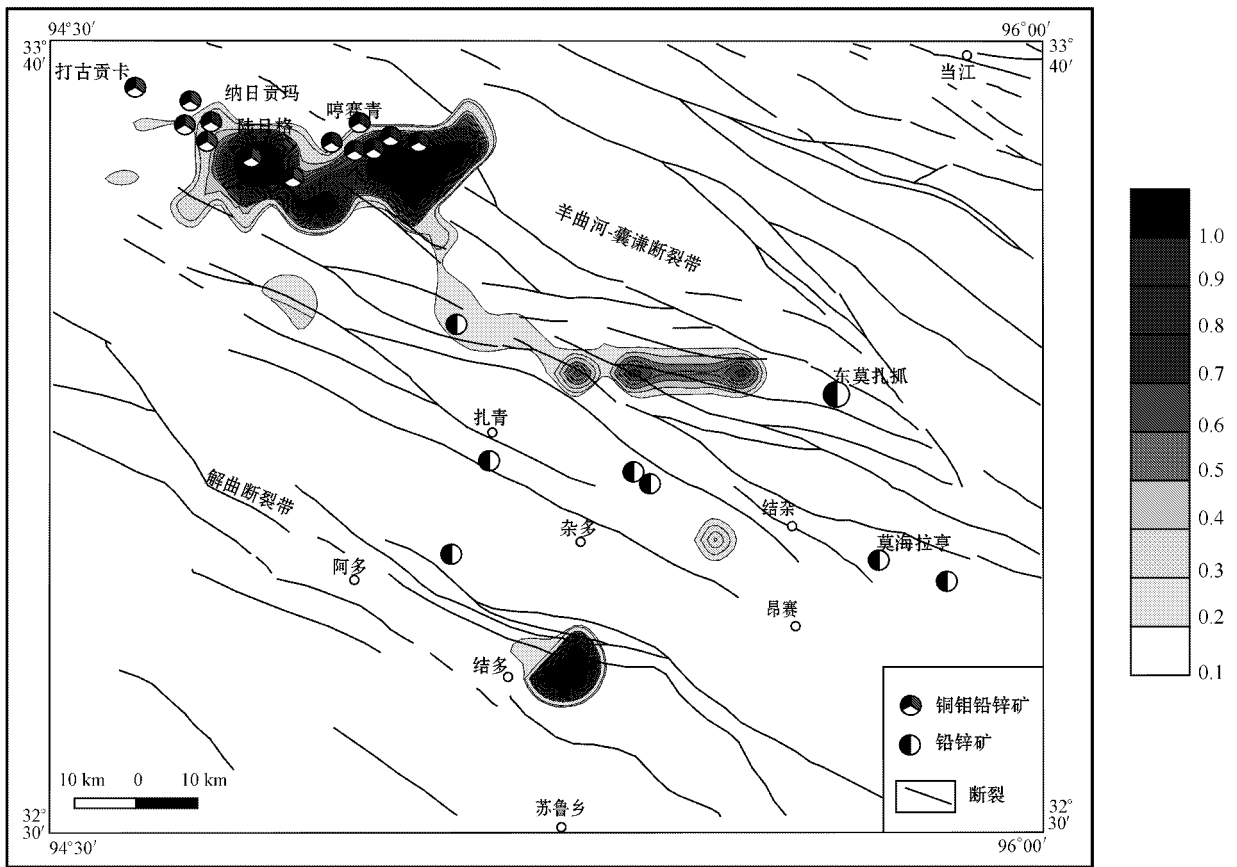 94°30′
96°00′
33°
40′
33°
40′
打古贡卡
纳日贡玛
陆日格
哼赛青
当江
羊曲河-囊谦断裂带
东莫扎抓
扎青
解曲断裂带
杂多
结杂
莫海拉亨
阿多
昂赛
结多
苏鲁乡
10 km 0 10 km
铜钼铅锌矿
铅锌矿
断裂
32°
30′
32°
30′
94°30′
96°00′
1.0
0.9
0.8
0.7
0.6
0.5
0.4
0.3
0.2
0.1